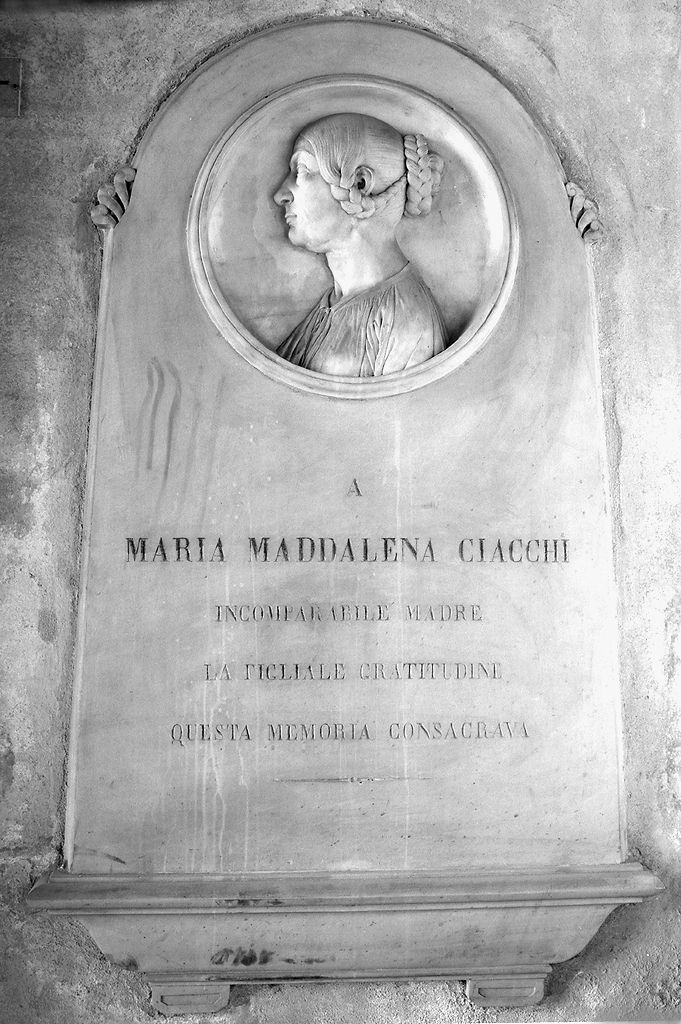 A
MARIA MADDALENA CIACCHI
INCOMPARABILE MADRE
LA FIGLIALE GRATITUDINE
QUESTA MEMORIA CONSACRAVA